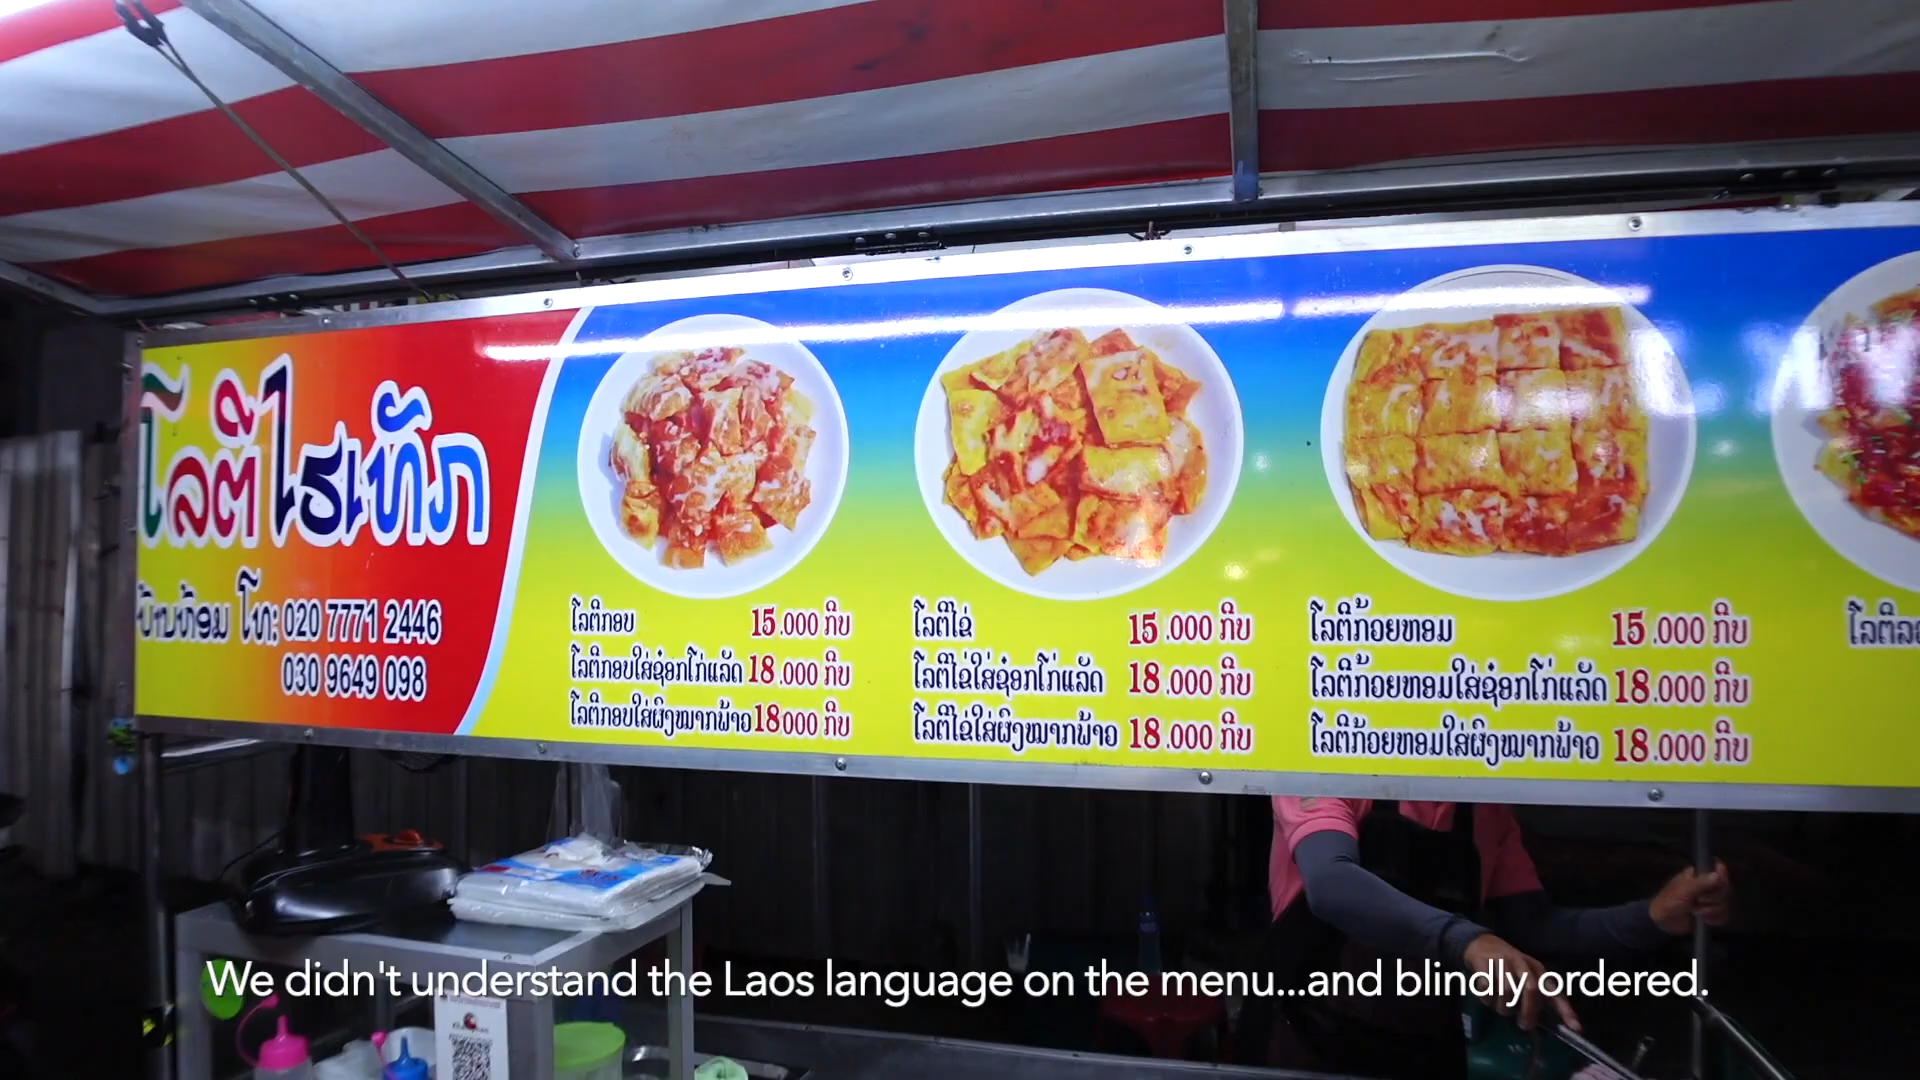 ໂລຕີ ໄຮເທັກ
ບ້ານຫ້ອມ ໂທ: 020 7771 2446
030 9649 098
ໂລຕີກອບ 15.000 ກີບ
ໂລຕີກອບໃສ່ຊ໋ອກໂກ່ແລັດ 18.000 ກີບ
ໂລຕີກອບໃສ່ຜົງໝາກພ້າວ 18000 ກີບ
ໂລຕີໄຂ່ 15.000 ກີບ
ໂລຕີໄຂ່ໃສ່ຊ໋ອກໂກ່ແລັດ 18.000 ກີບ
ໂລຕີໄຂ່ໃສ່ຜົງໝາກພ້າວ 18.000 ກີບ
ໂລຕີກ້ອຍຫອມ 15.000 ກີບ
ໂລຕີກ້ອຍຫອມໃສ່ຊ໋ອກໂກ່ແລັດ 18.000 ກີບ
ໂລຕີກ້ອຍຫອມໃສ່ຜົງໝາກພ້າວ 18.000 ກີບ
We didn't understand the Laos language on the menu...and blindly ordered.